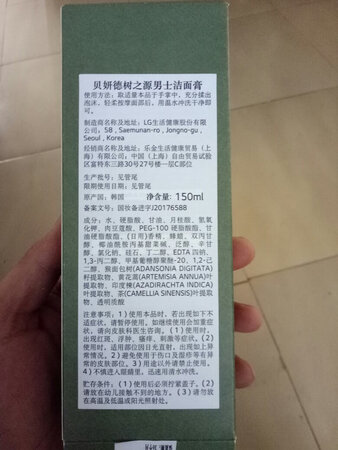 贝妍德树之源男士洁面膏
使用方法：取适量本品于手掌中，充分揉出
泡沫，轻柔按摩面部后，用温水冲洗干净即
可。
制造商名称及地址：LG生活健康股份有限
公司，58，Saemunan-ro，Jongno-gu，
Seoul，Korea
经销商名称及地址：乐金生活健康贸易（上
海）有限公司；中国（上海）自由贸易试验
区富特东三路30号27号楼一层C部位
生产批号：见管尾
限期使用日期：见管尾
原产国：韩国 净含量：150ml
备案文号：国妆备进字J20176588
成分：水、硬脂酸、甘油、月桂酸、氢氧
化钾、肉豆蔻酸、PEG-100 硬脂酸酯、甘
油硬脂酸酯、(日用)香精、蜂蜡、双丙甘
醇、椰油酰胺丙基甜菜碱、泛醇、辛甘
醇、氯化钠、硅石、丁二醇、EDTA 四钠、
1,3-丙二醇、甲基葡糖醇聚醚-20、1,2-己二
醇、猴面包树(ADANSONIA DIGITATA)
籽提取物、黄花蒿(ARTEMISIA ANNUA)叶
提取物、印度楝(AZADIRACHTA INDICA)
叶提取物、茶(CAMELLIA SINENSIS)叶提取
物、透明质酸
注意事项：1)使用本品时，若出现如下不
适症状，请暂停使用。如继续使用会加重症
状，请向皮肤科医生咨询。(1)使用时，
出现红斑、浮肿、瘙痒、刺激等症状。(2)
使用时，适用部位因日光直射，出现如上异
常情况。2)避免使用于伤口及湿疹等有异
常的皮肤部位。3)用途以外请禁止使用。
4)不慎进入眼睛里，迅速用清水冲洗。
贮存条件：(1)使用后必须拧紧盖子。(2)
请放在幼儿接触不到的地方。(3)请勿放
在高温及低温或阳光照射处。